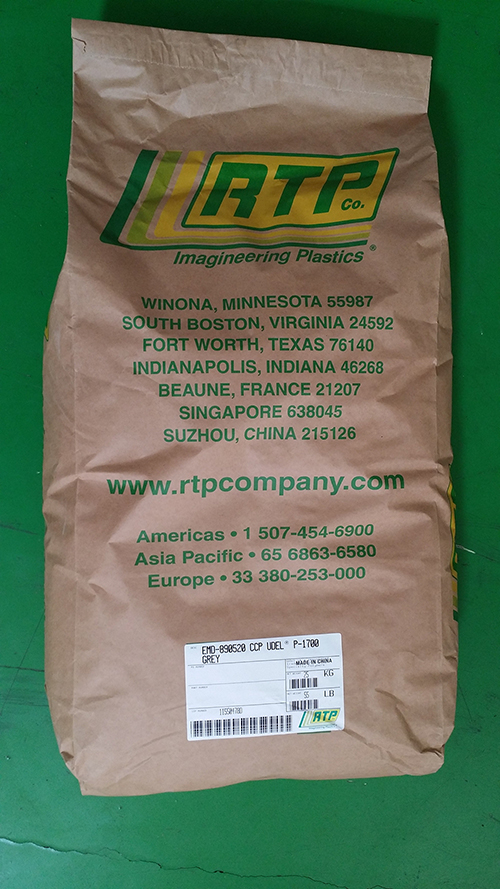 RTP
Co.
Imagineering Plastics®
WINONA, MINNESOTA 55987
SOUTH BOSTON, VIRGINIA 24592
FORT WORTH, TEXAS 76140
INDIANAPOLIS, INDIANA 46268
BEAUNE, FRANCE 21207
SINGAPORE 638045
SUZHOU, CHINA 215126
www.rtpcompany.com
Americas • 1 507-454-6900
Asia Pacific • 65 6863-6580
Europe • 33 380-253-000
EMD-890520 CCP UDEL® P-1700
GREY
MADE IN CHINA
25 KG
55 LB
RTP